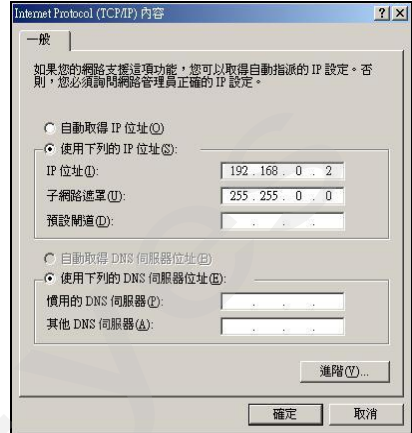 Internet Protocol (TCP/IP) 內容
一般
如果您的網路支援這項功能，您可以取得自動指派的 IP 設定。否
則，您必須詢問網路管理員正確的 IP 設定。
自動取得 IP 位址(O)
使用下列的 IP 位址(S):
IP 位址(I): 192 . 168 . 0 . 2
子網路遮罩(U): 255 . 255 . 0 . 0
預設閘道(D): . . .
自動取得 DNS 伺服器位址(B)
使用下列的 DNS 伺服器位址(E):
慣用的 DNS 伺服器(P): . . .
其他 DNS 伺服器(A): . . .
進階(V)...
確定 取消